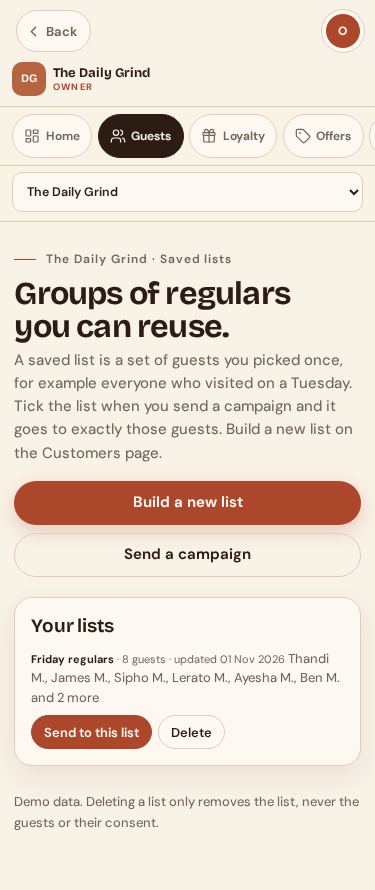 Back
O
DG
The Daily Grind
OWNER
Home
Guests
Loyalty
Offers
The Daily Grind
The Daily Grind · Saved lists
Groups of regulars
you can reuse.
A saved list is a set of guests you picked once,
for example everyone who visited on a Tuesday.
Tick the list when you send a campaign and it
goes to exactly those guests. Build a new list on
the Customers page.
Build a new list
Send a campaign
Your lists
Friday regulars · 8 guests · updated 01 Nov 2026 Thandi
M., James M., Sipho M., Lerato M., Ayesha M., Ben M.
and 2 more
Send to this list
Delete
Demo data. Deleting a list only removes the list, never the
guests or their consent.